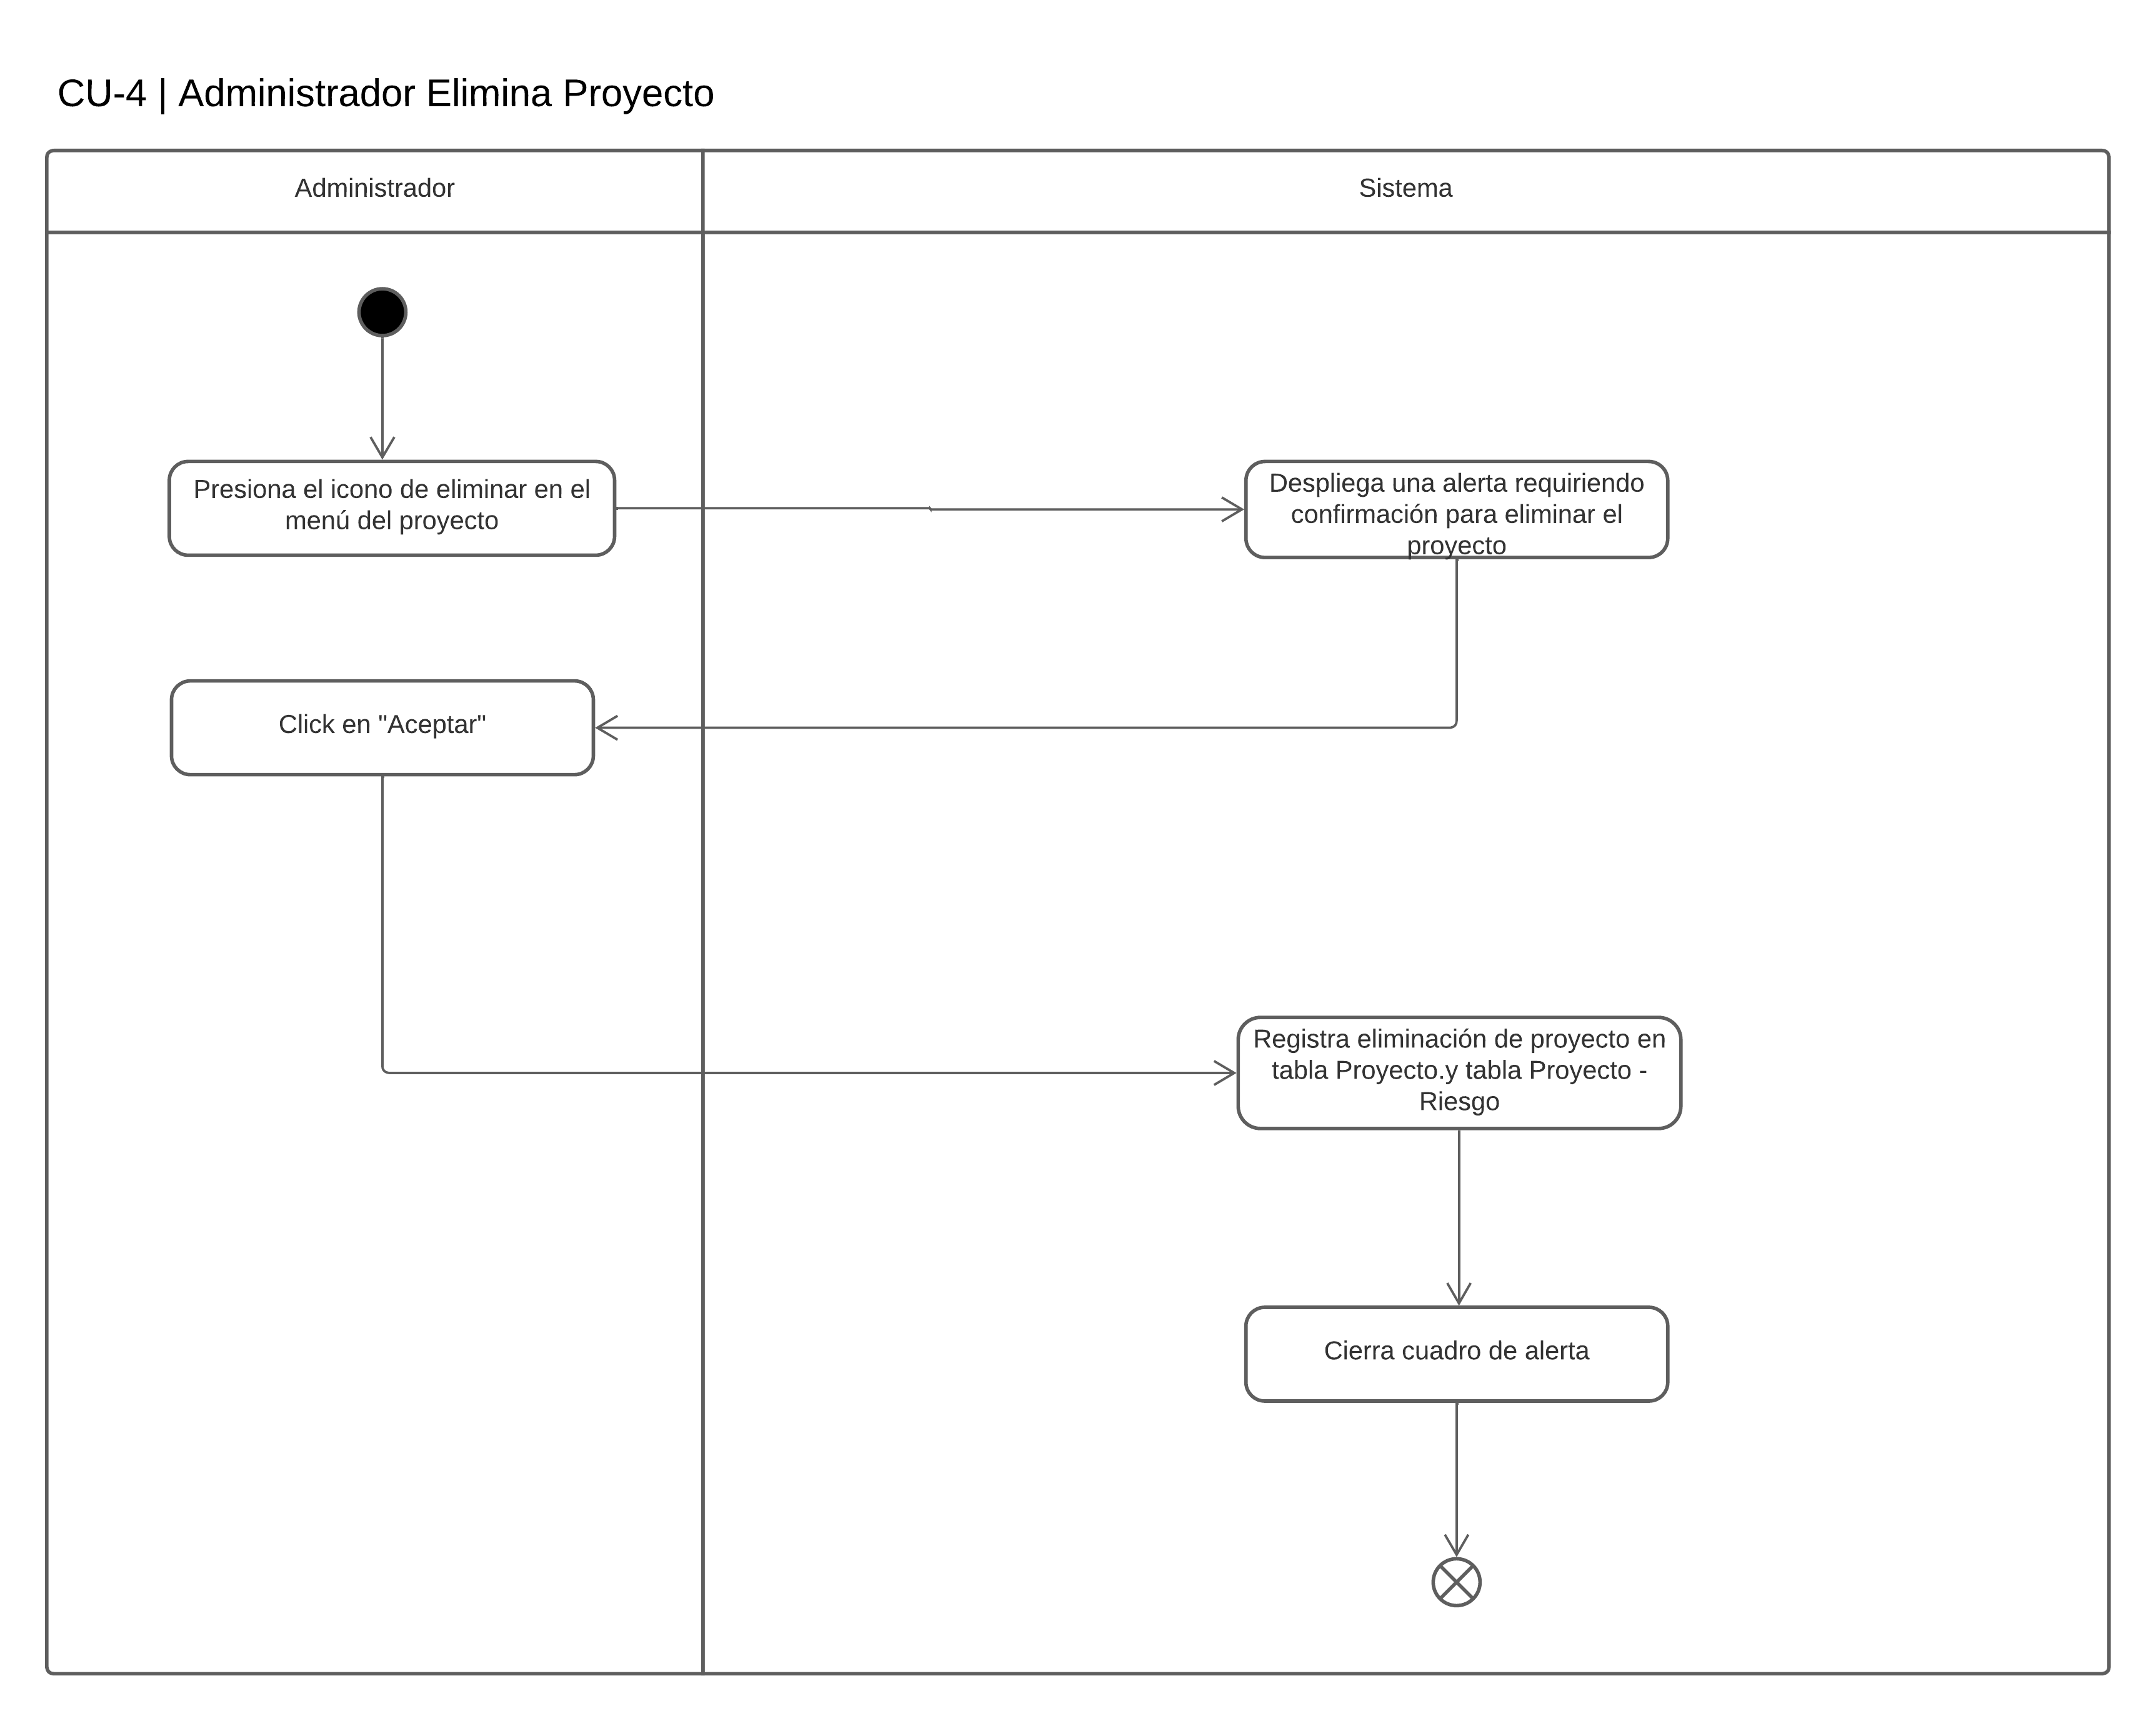 CU-4 | Administrador Elimina Proyecto
Administrador
Sistema
Presiona el icono de eliminar en el
menú del proyecto
Despliega una alerta requiriendo
confirmación para eliminar el
proyecto
Click en "Aceptar"
Registra eliminación de proyecto en
tabla Proyecto.y tabla Proyecto -
Riesgo
Cierra cuadro de alerta